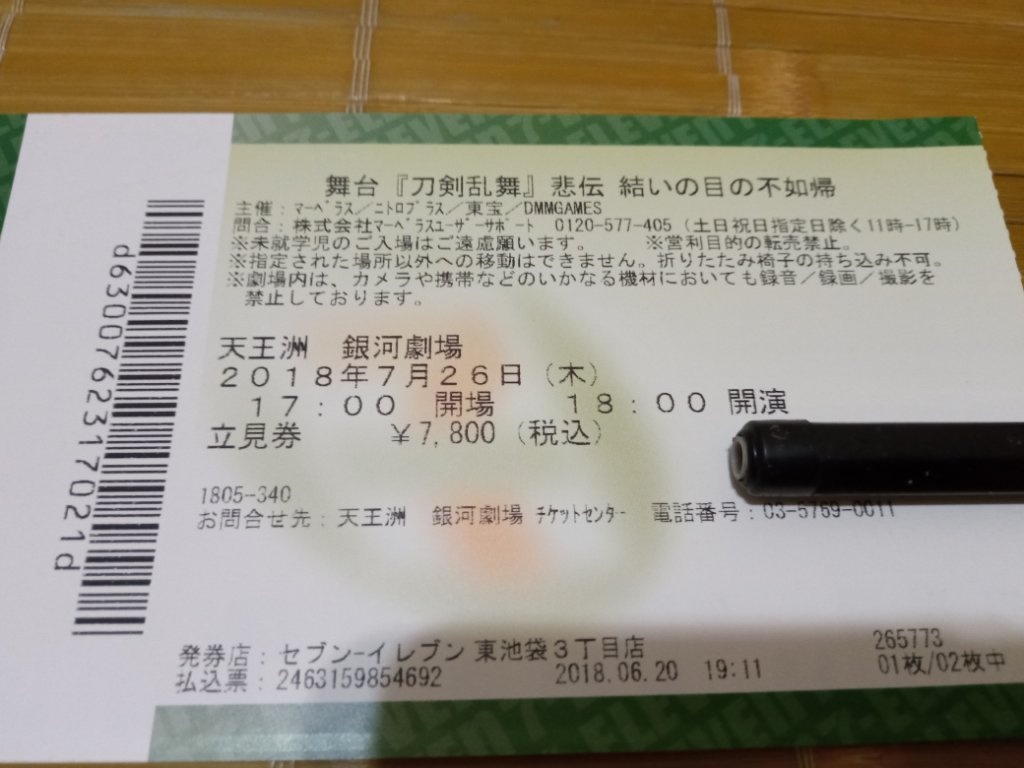 舞台『刀剣乱舞』悲伝 結いの目の不如帰
主催：マーベラス／ニトロプラス／東宝／DMMGAMES
問合：株式会社マーベラスユーザーサポート 0120-577-405（土日祝日指定日除く11時-17時）
※未就学児のご入場はご遠慮願います。 ※営利目的の転売禁止。
※指定された場所以外への移動はできません。折りたたみ椅子の持ち込み不可。
※劇場内は、カメラや携帯などのいかなる機材においても録音／録画／撮影を
禁止しております。
天王洲 銀河劇場
2018年7月26日（木）
17：00 開場 18：00 開演
立見券 ￥7,800（税込）
1805-340
お問合せ先：天王洲 銀河劇場 チケットセンター 電話番号：03-5769-0011
発券店：セブン-イレブン 東池袋3丁目店 265773
払込票：2463159854692 2018.06.20 19:11 01枚/02枚中
d6300762317021d